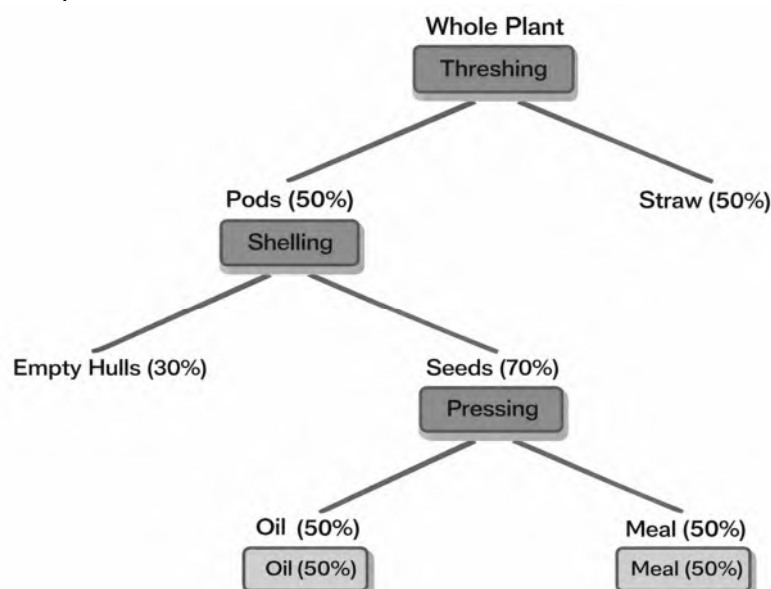 Whole Plant
Threshing
Pods (50%)
Straw (50%)
Shelling
Empty Hulls (30%)
Seeds (70%)
Pressing
Oil (50%)
Meal (50%)
Oil (50%)
Meal (50%)